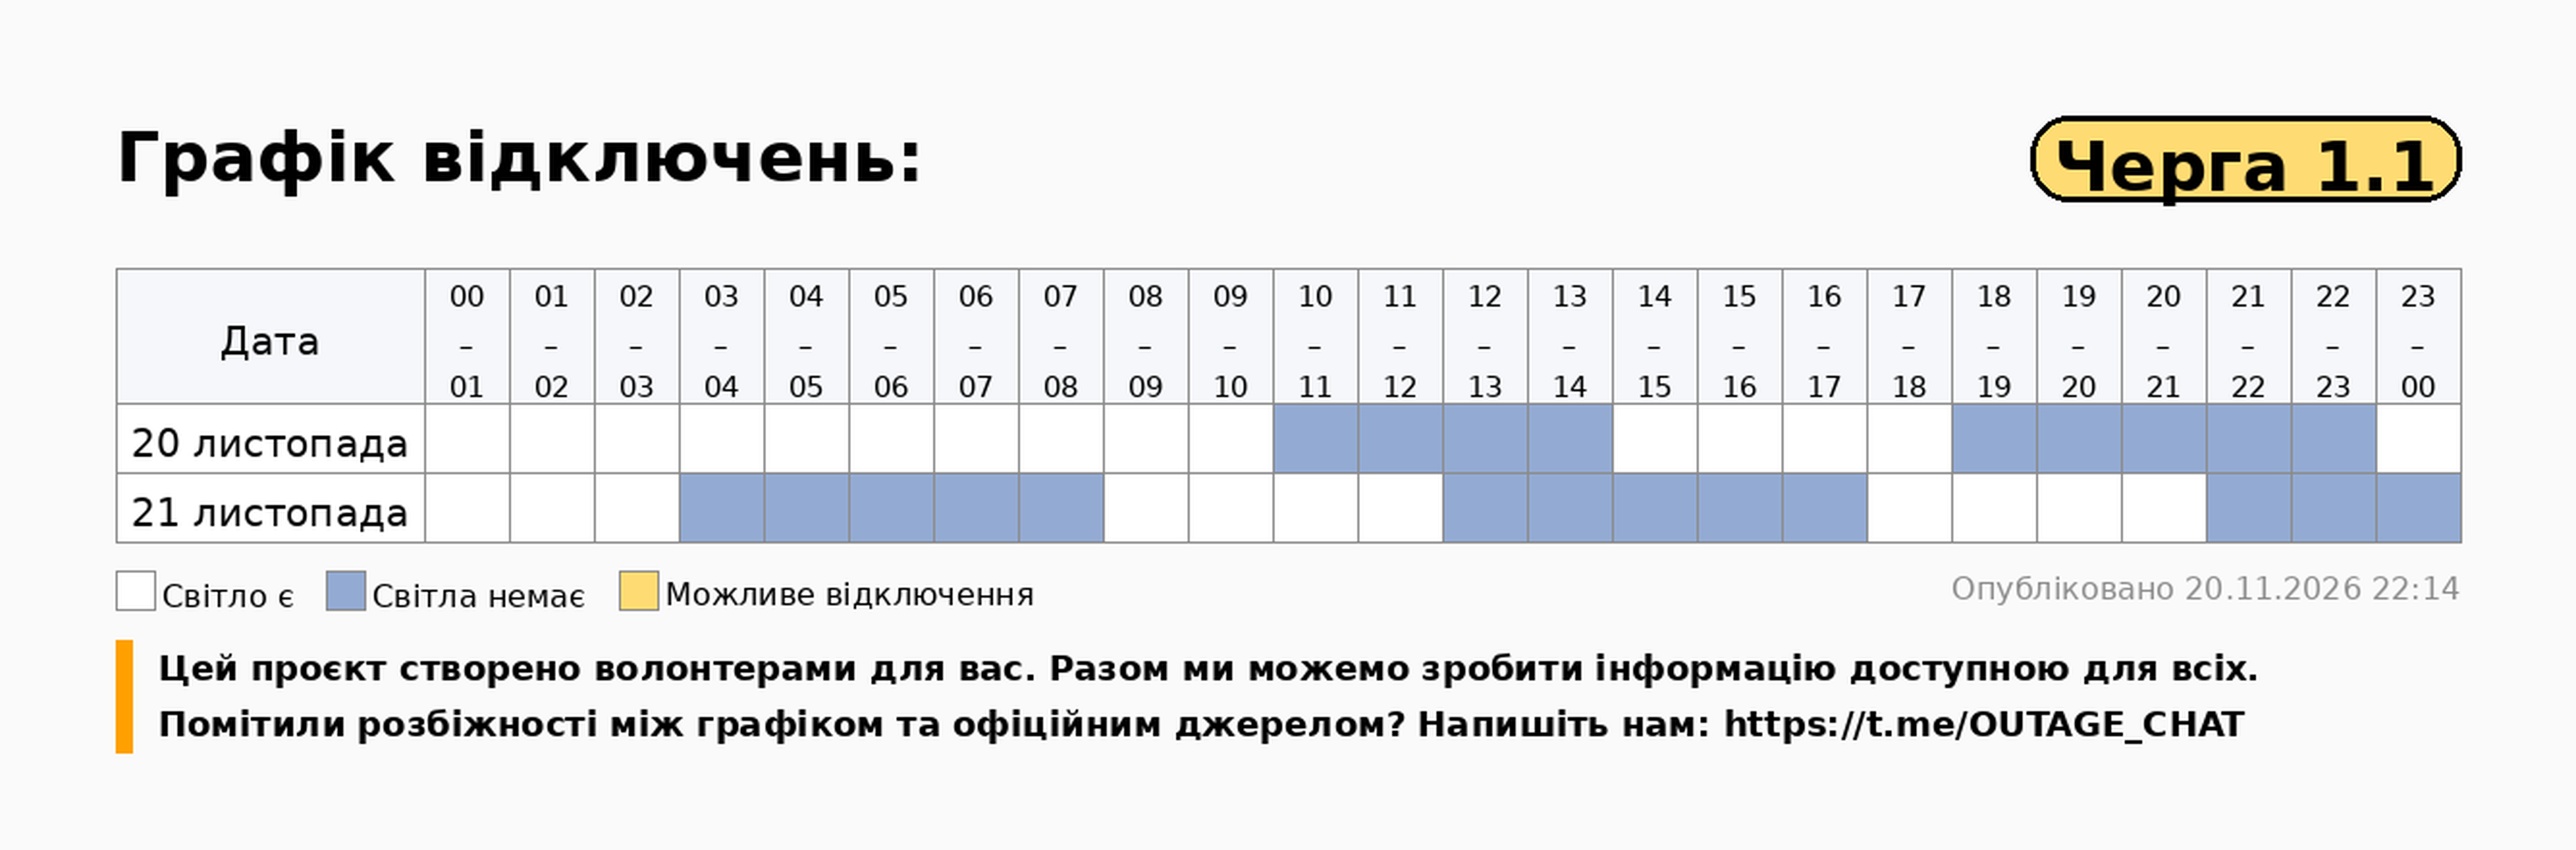 Графік відключень:
Черга 1.1
Дата
00 – 01
01 – 02
02 – 03
03 – 04
04 – 05
05 – 06
06 – 07
07 – 08
08 – 09
09 – 10
10 – 11
11 – 12
12 – 13
13 – 14
14 – 15
15 – 16
16 – 17
17 – 18
18 – 19
19 – 20
20 – 21
21 – 22
22 – 23
23 – 00
20 листопада
21 листопада
Світло є
Світла немає
Можливе відключення
Опубліковано 20.11.2026 22:14
Цей проєкт створено волонтерами для вас. Разом ми можемо зробити інформацію доступною для всіх.
Помітили розбіжності між графіком та офіційним джерелом? Напишіть нам: https://t.me/OUTAGE_CHAT